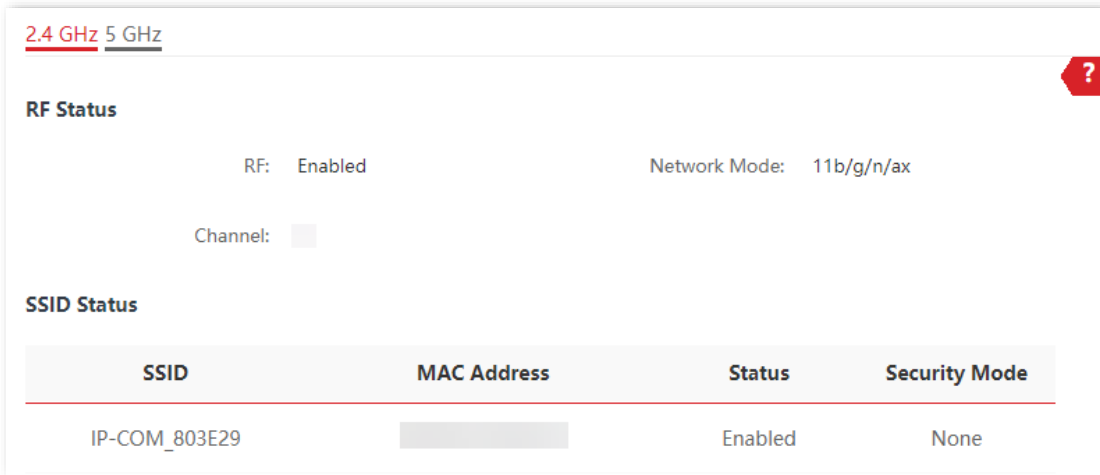 2.4 GHz 5 GHz
?
RF Status
RF: Enabled Network Mode: 11b/g/n/ax
Channel:
SSID Status
SSID MAC Address Status Security Mode
IP-COM_803E29 Enabled None